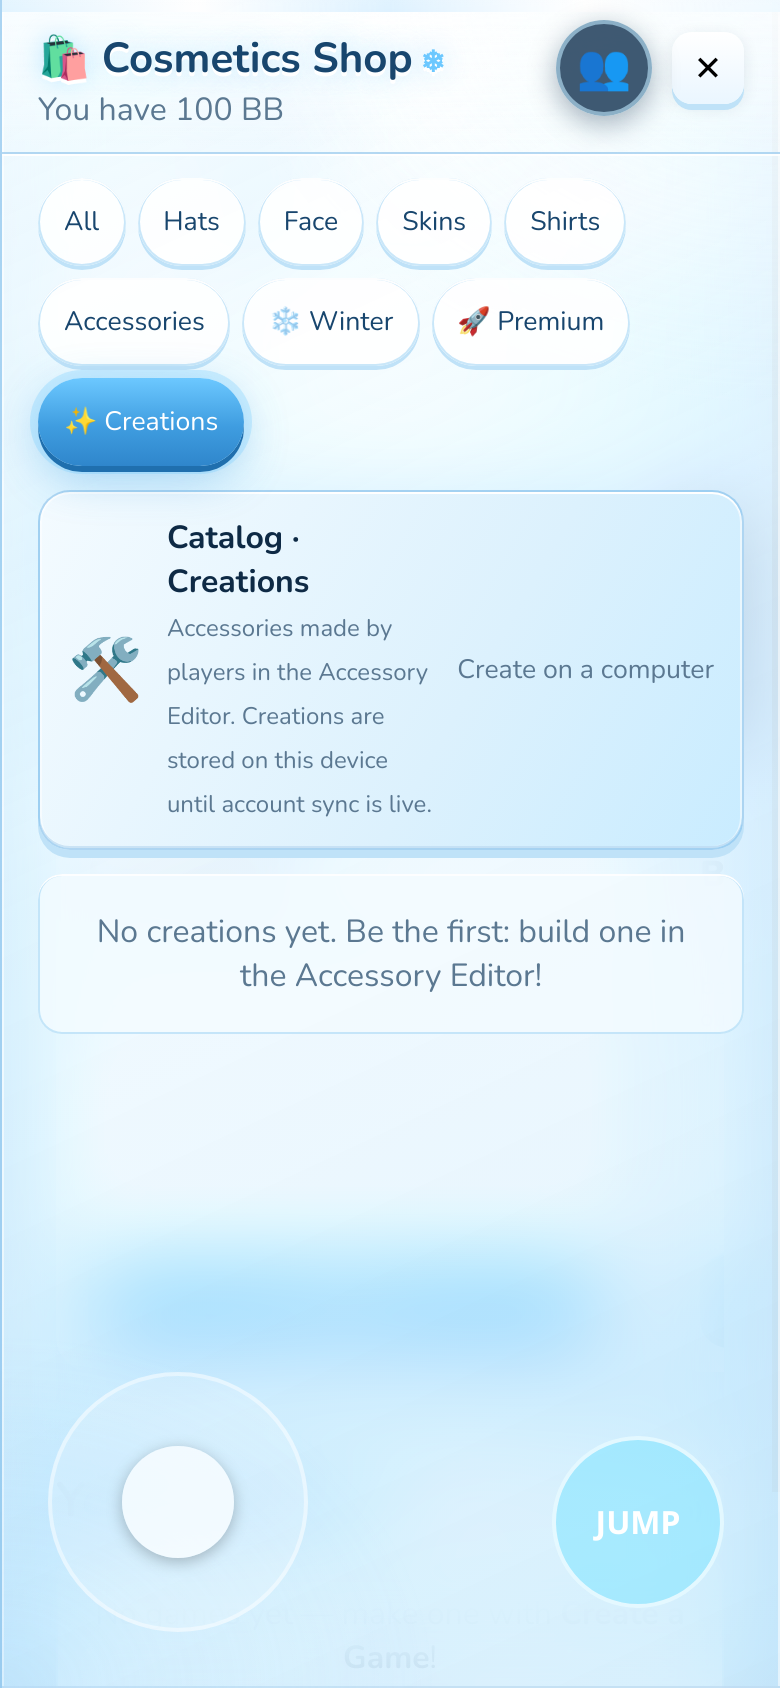 Cosmetics Shop
You have 100 BB
All
Hats
Face
Skins
Shirts
Accessories
Winter
Premium
Creations
Catalog ·
Creations
Accessories made by
players in the Accessory
Editor. Creations are
stored on this device
until account sync is live.
Create on a computer
No creations yet. Be the first: build one in
the Accessory Editor!
JUMP
Game!